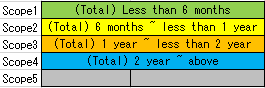 Scope1 (Total) Less than 6 months
Scope2 (Total) 6 months ~ less than 1 year
Scope3 (Total) 1 year ~ less than 2 year
Scope4 (Total) 2 year ~ above
Scope5